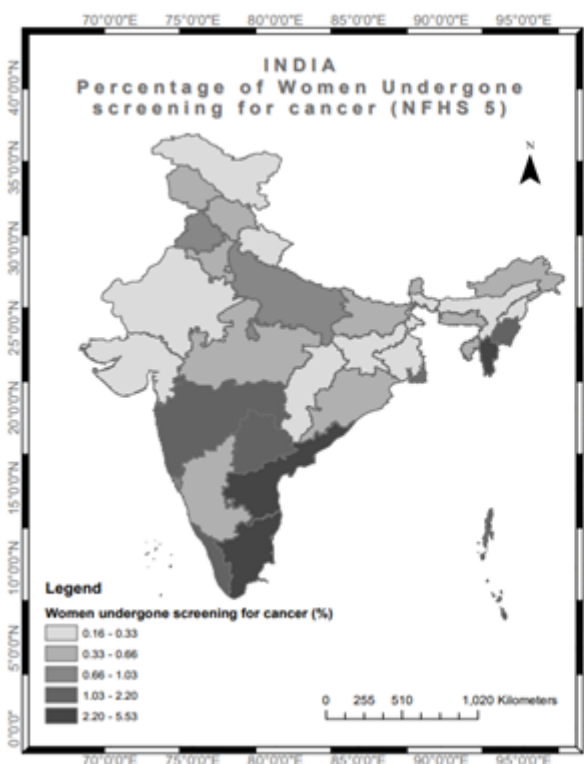 70°0'0"E 75°0'0"E 80°0'0"E 85°0'0"E 90°0'0"E 95°0'0"E
INDIA
Percentage of Women Undergone
screening for cancer (NFHS 5)
N
40°0'0"N
35°0'0"N
30°0'0"N
25°0'0"N
20°0'0"N
15°0'0"N
10°0'0"N
5°0'0"N
0°0'0"
Legend
Women undergone screening for cancer (%)
0.16 - 0.33
0.33 - 0.66
0.66 - 1.03
1.03 - 2.20
2.20 - 5.53
0 255 510 1,020 Kilometers
70°0'0"E 75°0'0"E 80°0'0"E 85°0'0"E 90°0'0"E 95°0'0"E